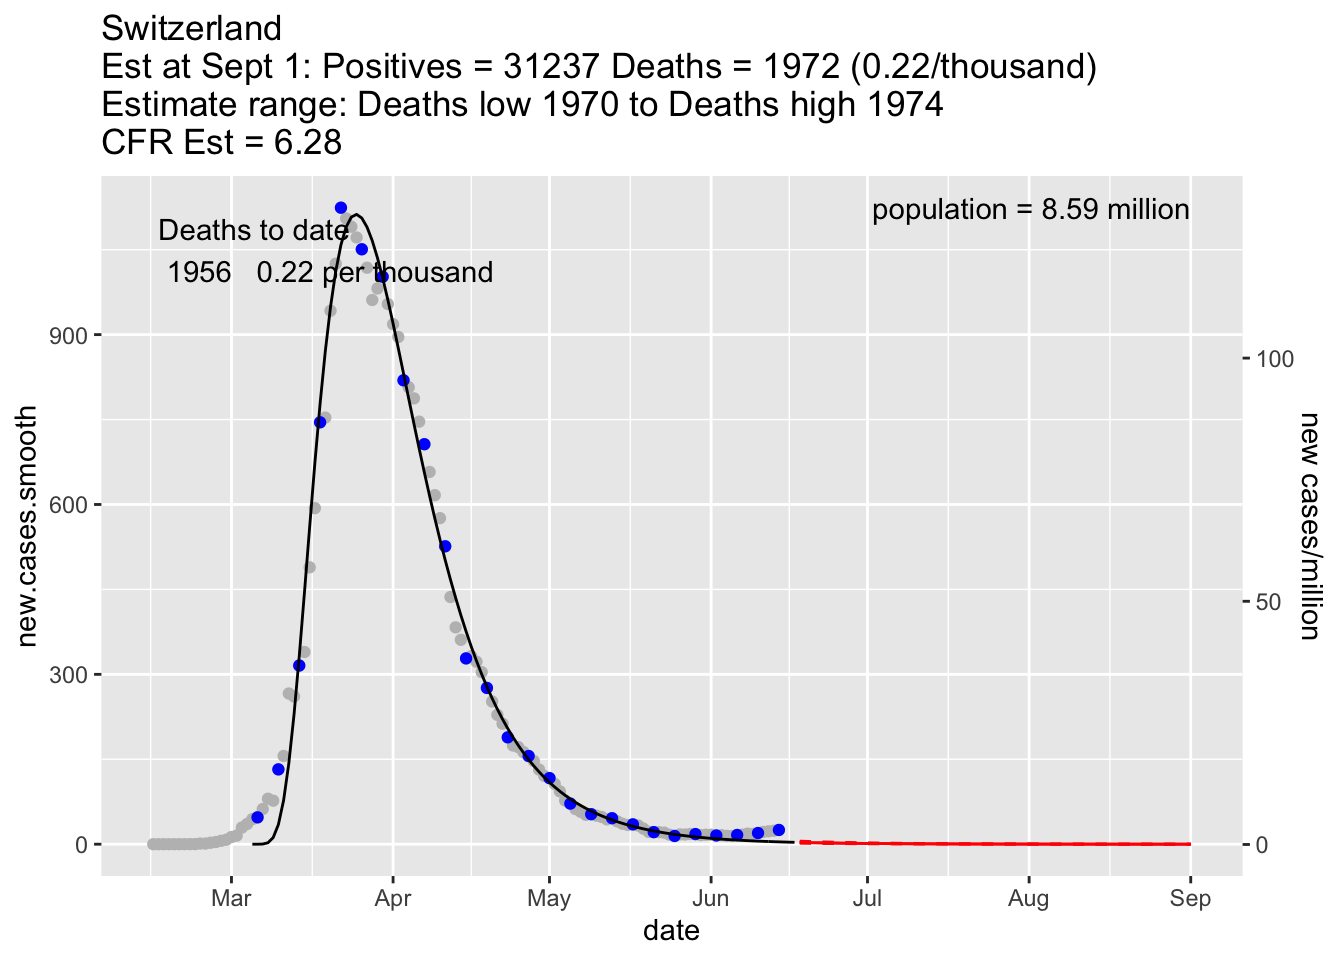 Switzerland
Est at Sept 1: Positives = 31237 Deaths = 1972 (0.22/thousand)
Estimate range: Deaths low 1970 to Deaths high 1974
CFR Est = 6.28
population = 8.59 million
Deaths to date
1956 0.22 per thousand
900
600
300
0
new.cases.smooth
100
50
0
new cases/million
Mar Apr May Jun Jul Aug Sep
date